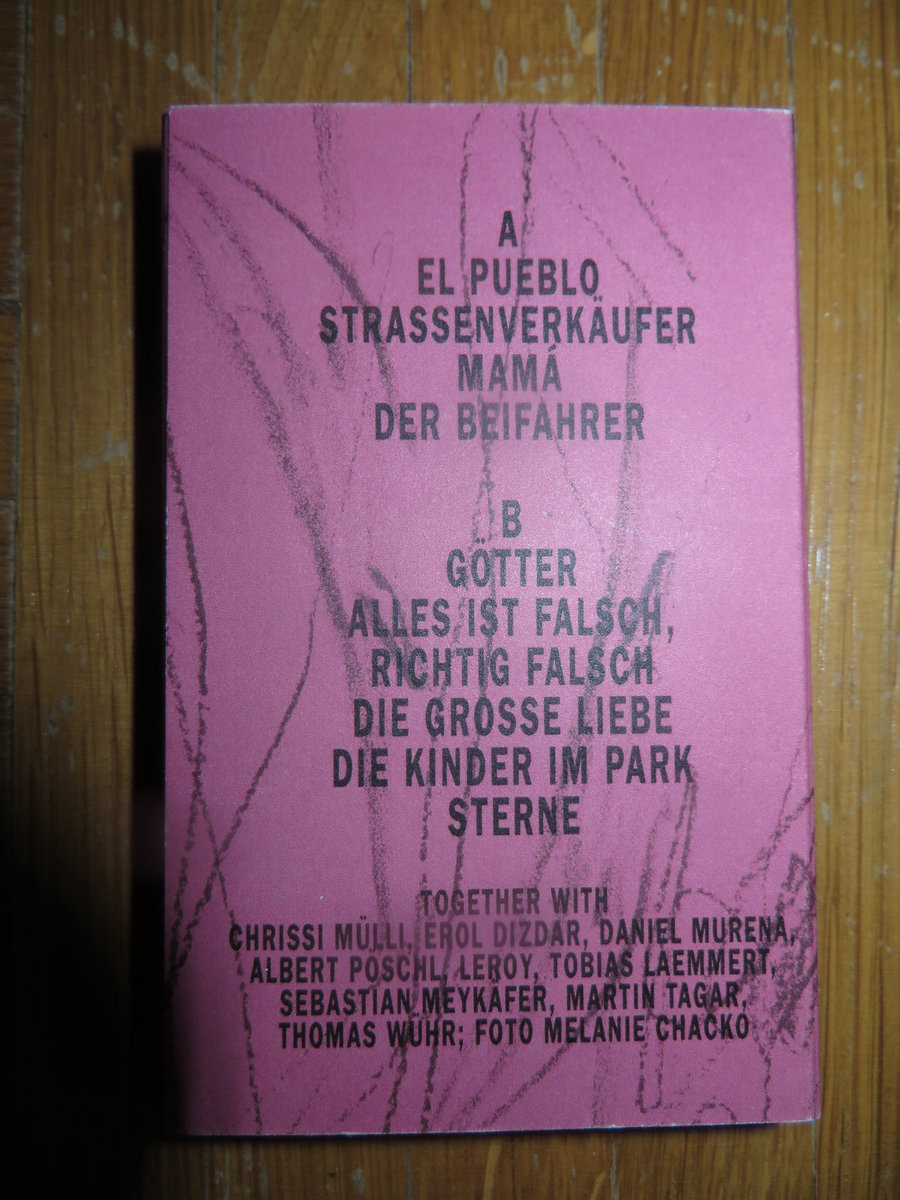 A
EL PUEBLO
STRASSENVERKÄUFER
MAMÁ
DER BEIFAHRER
B
GÖTTER
ALLES IST FALSCH,
RICHTIG FALSCH
DIE GROSSE LIEBE
DIE KINDER IM PARK
STERNE
TOGETHER WITH
CHRISSI MÜLLI, EROL DIZDAR, DANIEL MURENA,
ALBERT PÖSCHL, LEROY, TOBIAS LAEMMERT,
SEBASTIAN MEYKÄFER, MARTIN TAGAR,
THOMAS WÜHR; FOTO MELANIE CHACKO